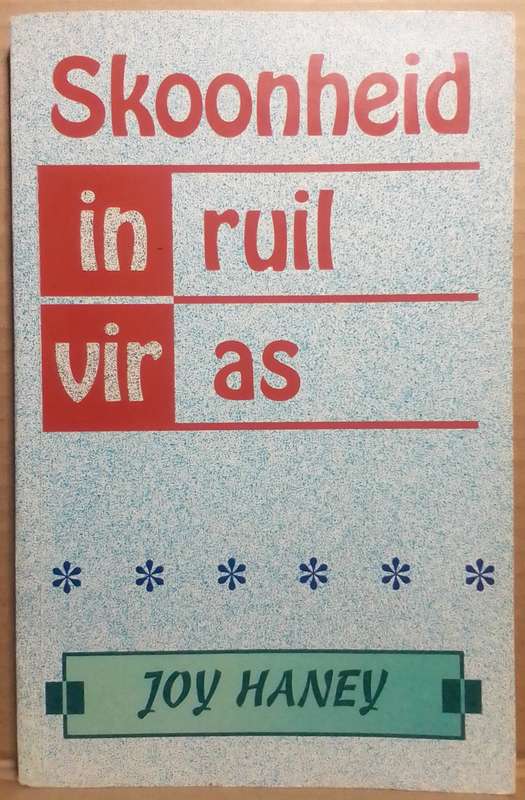 Skoonheid
in ruil
vir as
* * * * * *
JOY HANEY